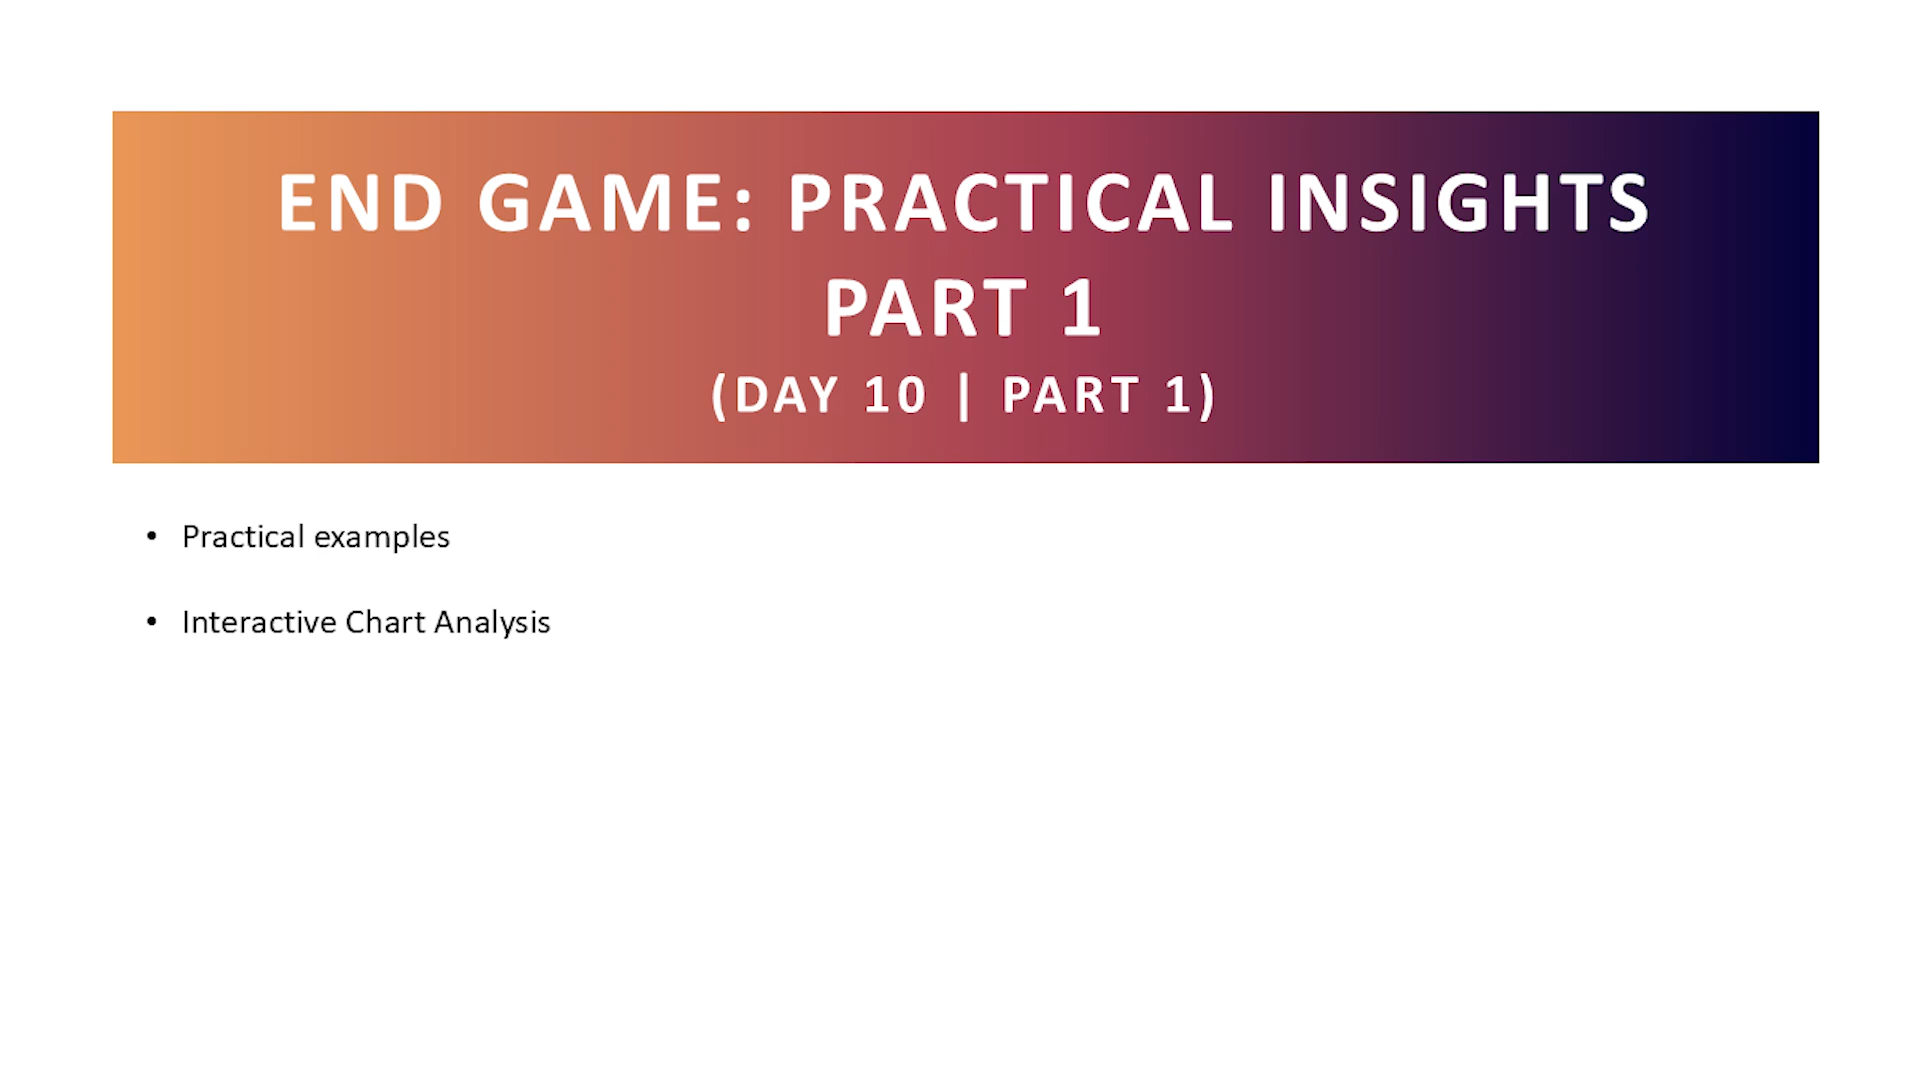 END GAME: PRACTICAL INSIGHTS
PART 1
(DAY 10 | PART 1)
• Practical examples
• Interactive Chart Analysis